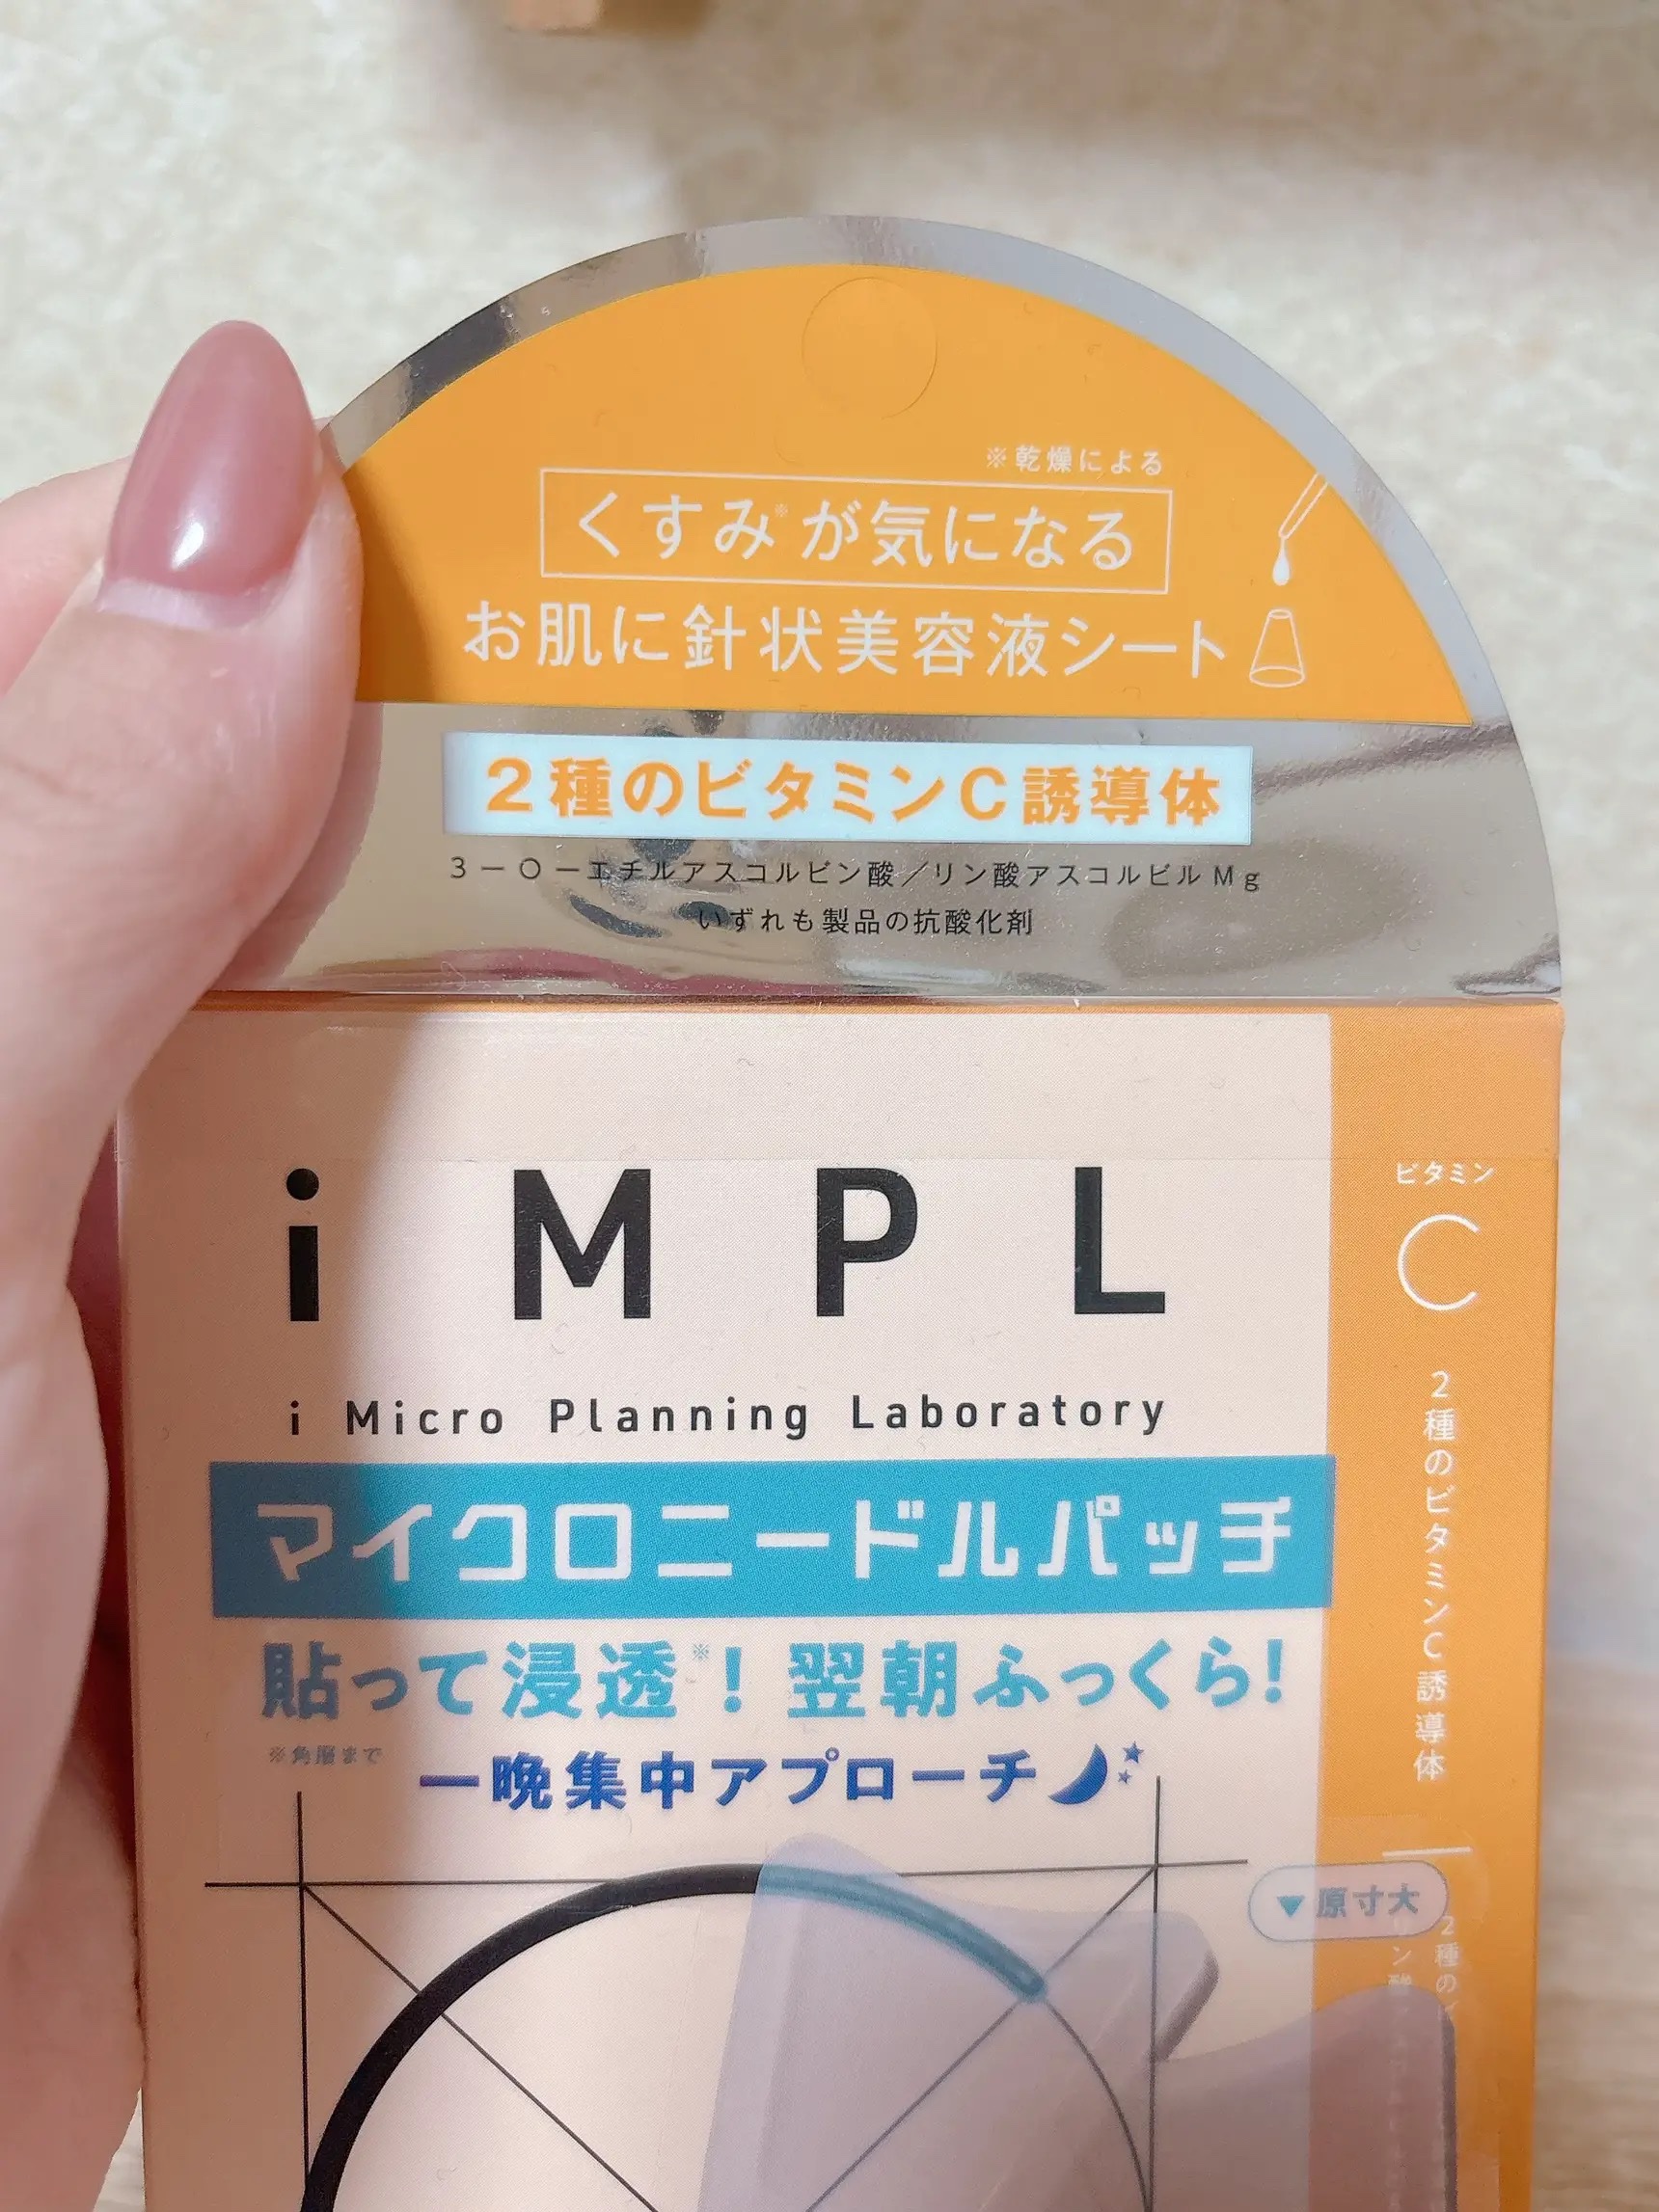 ※乾燥による
くすみ※が気になる
お肌に針状美容液シート
2種のビタミンC誘導体
3－O－エチルアスコルビン酸／リン酸アスコルビルMg
いずれも製品の抗酸化剤
iMPL
i Micro Planning Laboratory
マイクロニードルパッチ
貼って浸透※！翌朝ふっくら！
※角層まで
一晩集中アプローチ
▼原寸大
ビタミン
C
2種のビタミンC誘導体
2種の
ン酸